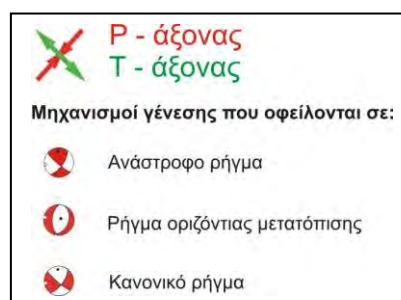 P - άξονας
T - άξονας
Μηχανισμοί γένεσης που οφείλονται σε:
Ανάστροφο ρήγμα
Ρήγμα οριζόντιας μετατόπισης
Κανονικό ρήγμα